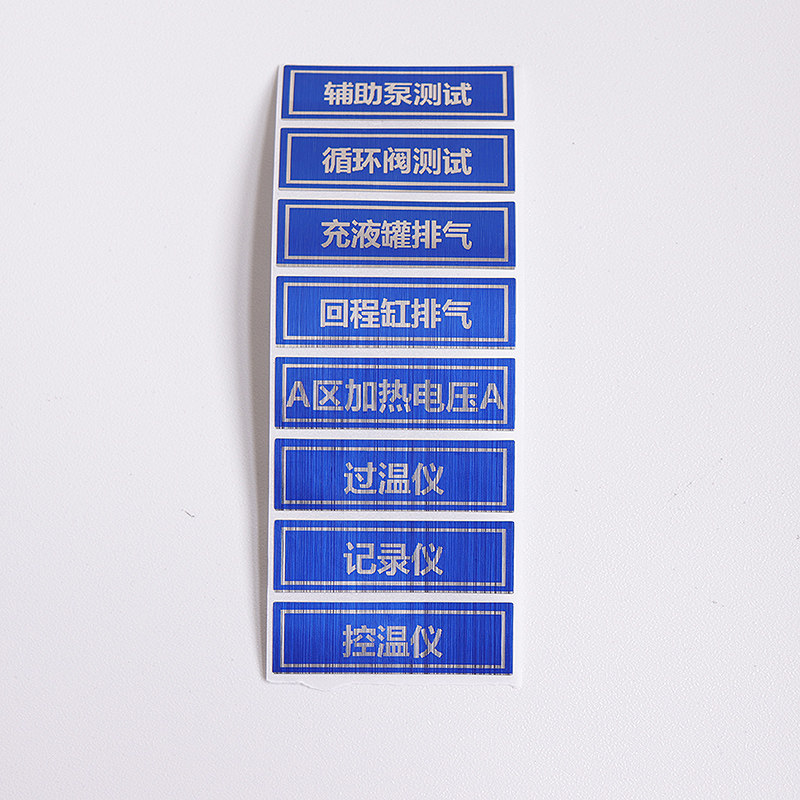 辅助泵测试
循环阀测试
充液罐排气
回程缸排气
A区加热电压A
过温仪
记录仪
控温仪